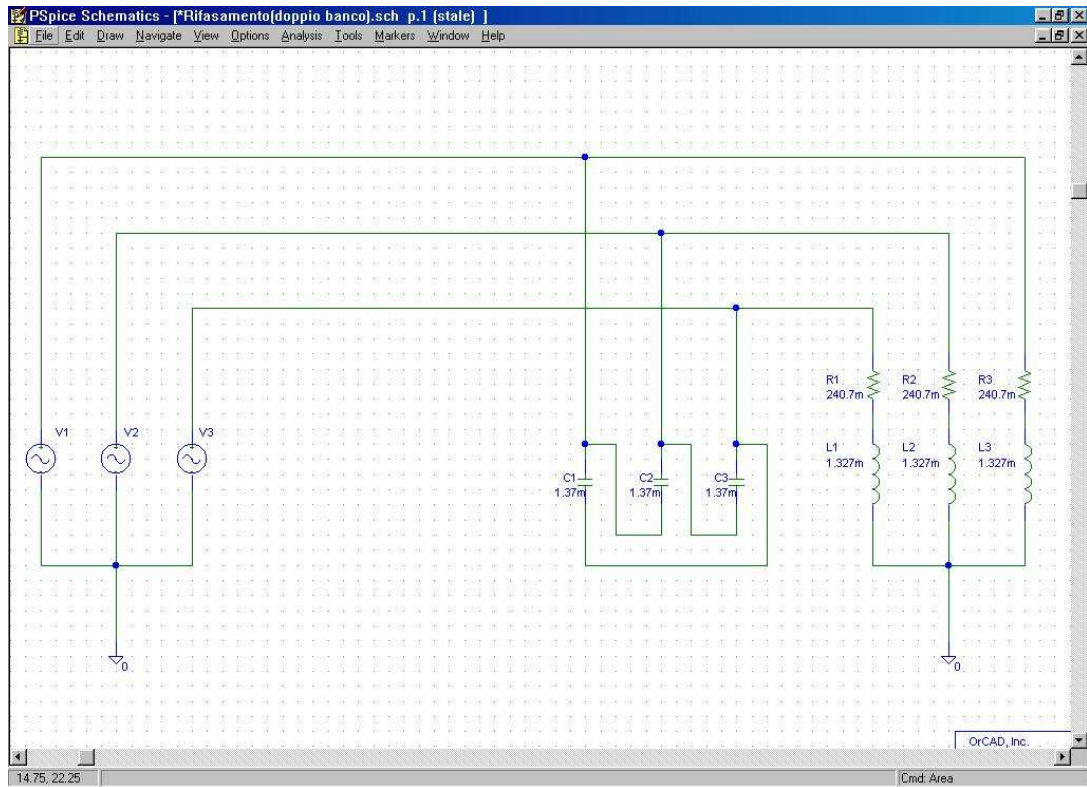 PSpice Schematics - [*Rifasamento(doppio banco).sch p.1 (stale) ]
File Edit Draw Navigate View Options Analysis Tools Markers Window Help
V1 V2 V3
R1 R2 R3
240.7m 240.7m 240.7m
L1 L2 L3
1.327m 1.327m 1.327m
C1 C2 C3
1.37m 1.37m 1.37m
0 0
OrCAD, Inc.
14.75, 22.25 Cmd: Area